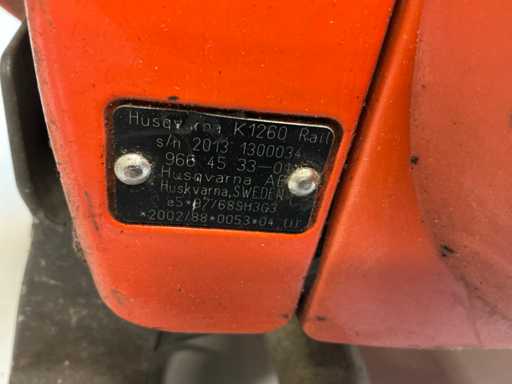 Husqvarna K1260 Rail
s/n 2013 1300034
966 45 33-01
Husqvarna AB
Huskvarna, SWEDEN
e5*97/68SH3G3
*2002/88*0053*04